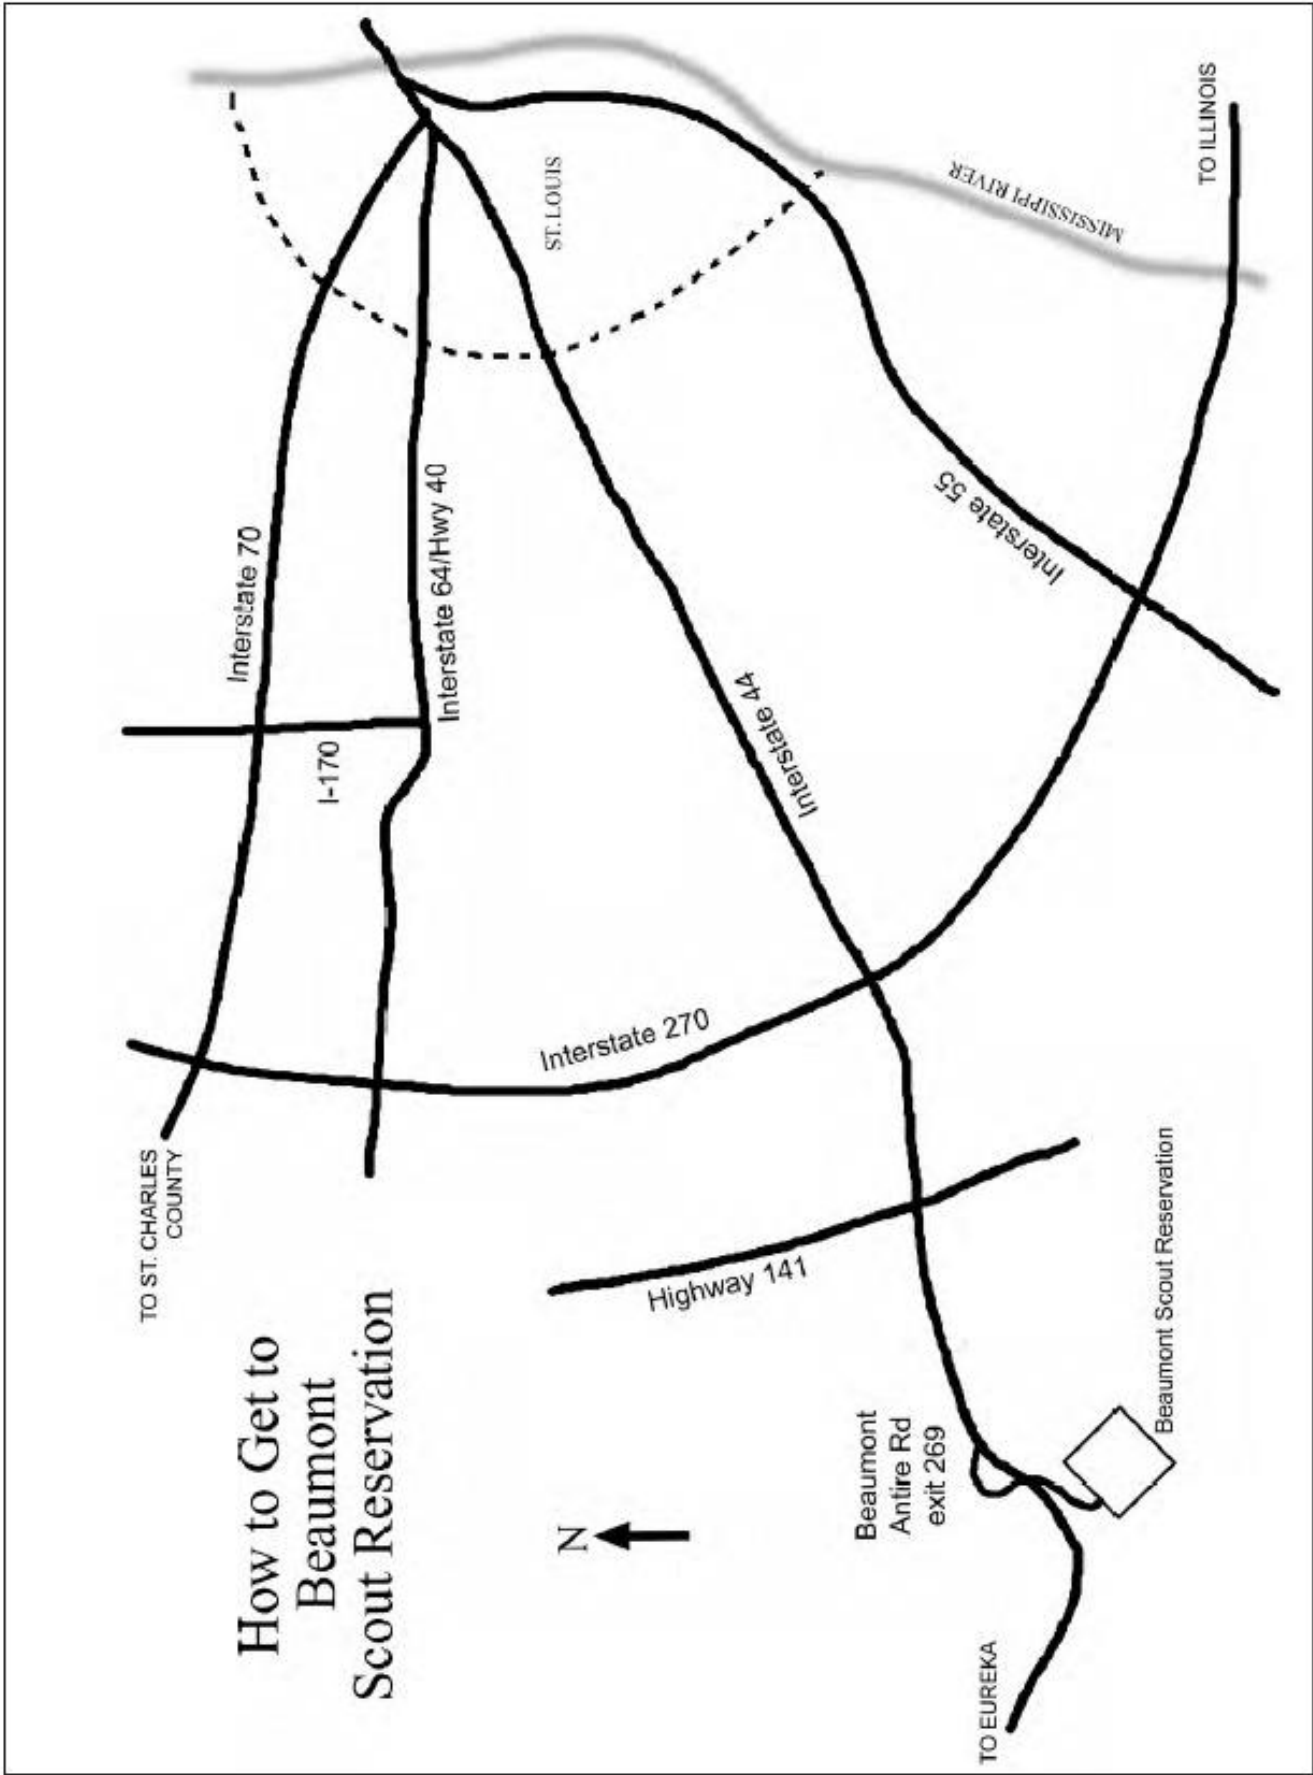 How to Get to
Beaumont
Scout Reservation
TO ST. CHARLES
COUNTY
Interstate 70
I-170
Interstate 64/Hwy 40
ST. LOUIS
N
Interstate 270
Interstate 44
Highway 141
MISSISSIPPI RIVER
Interstate 55
Beaumont
Antire Rd
exit 269
TO EUREKA
Beaumont Scout Reservation
TO ILLINOIS